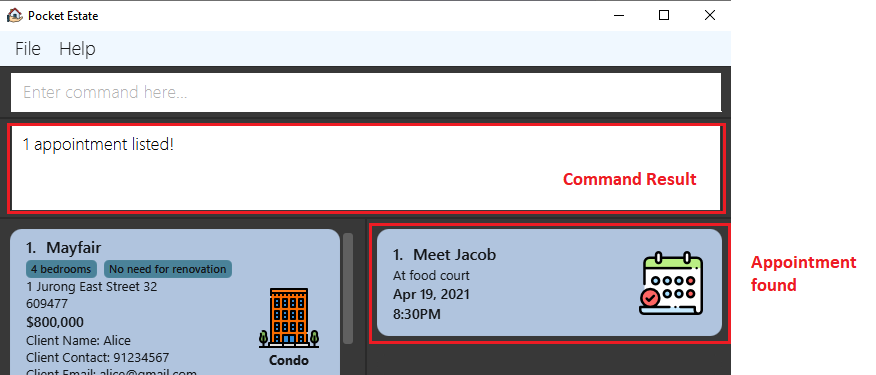 Pocket Estate
File Help
Enter command here...
1 appointment listed!
Command Result
1. Mayfair
4 bedrooms No need for renovation
1 Jurong East Street 32
609477
$800,000
Client Name: Alice
Client Contact: 91234567
Client Email: alice@gmail.com
Condo
1. Meet Jacob
At food court
Apr 19, 2021
8:30PM
Appointment
found